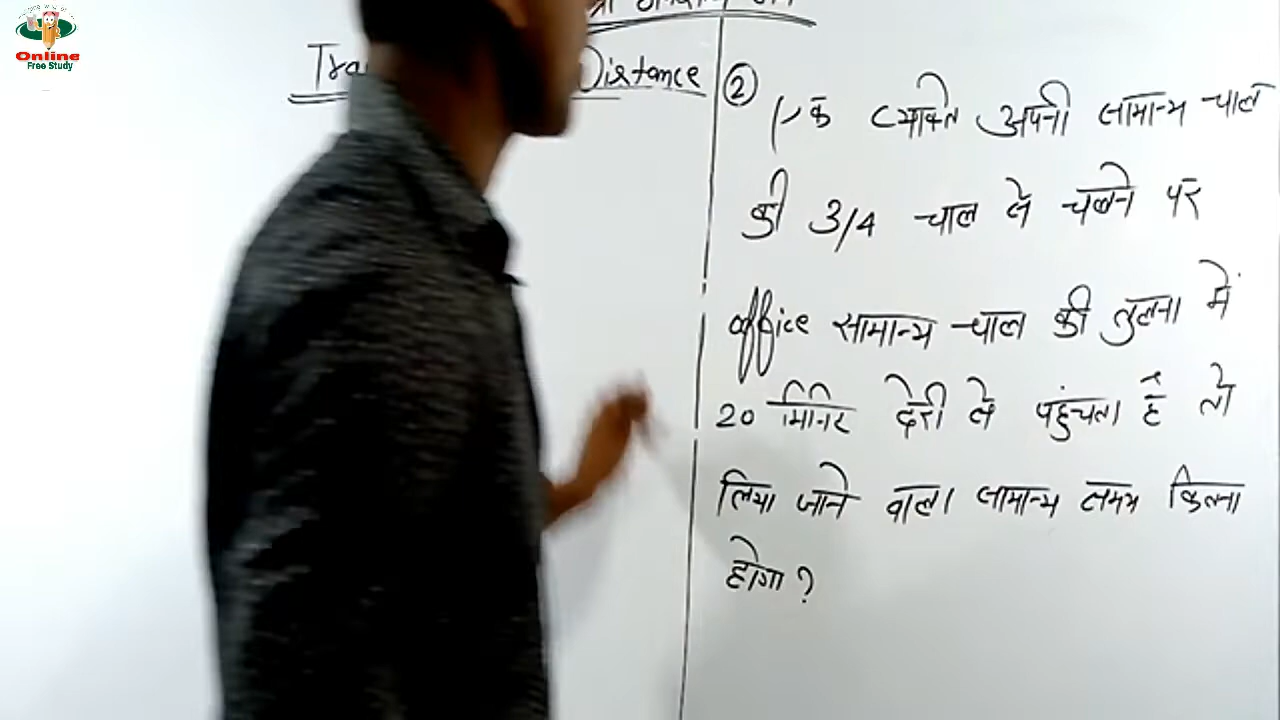 Online
Free Study
Distance
②
एक व्यक्ति अपनी सामान्य चाल
की 3/4 चाल से चलने पर
office सामान्य चाल की तुलना में
20 मिनिट देरी से पहुंचता है तो
लिया जाने वाला सामान्य समय कितना
होगा ?